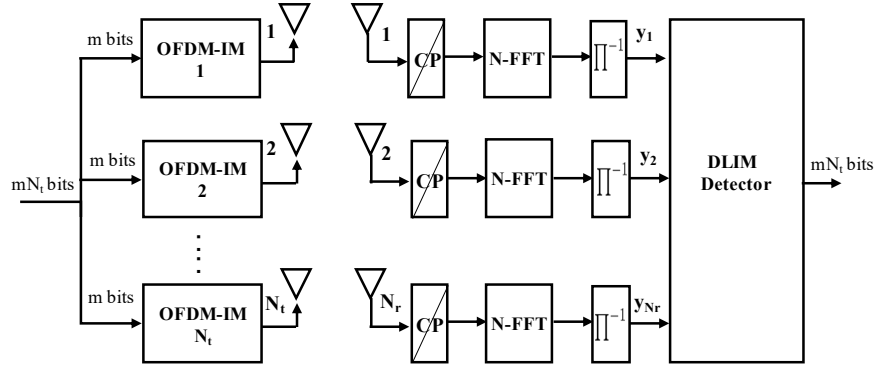 m bits
OFDM-IM
1
1
1
CP
N-FFT
∏⁻¹
y₁
m bits
OFDM-IM
2
2
2
CP
N-FFT
∏⁻¹
y₂
mNₜ bits
DLIM
Detector
mNₜ bits
m bits
OFDM-IM
Nₜ
Nₜ
Nᵣ
CP
N-FFT
∏⁻¹
y_Nr